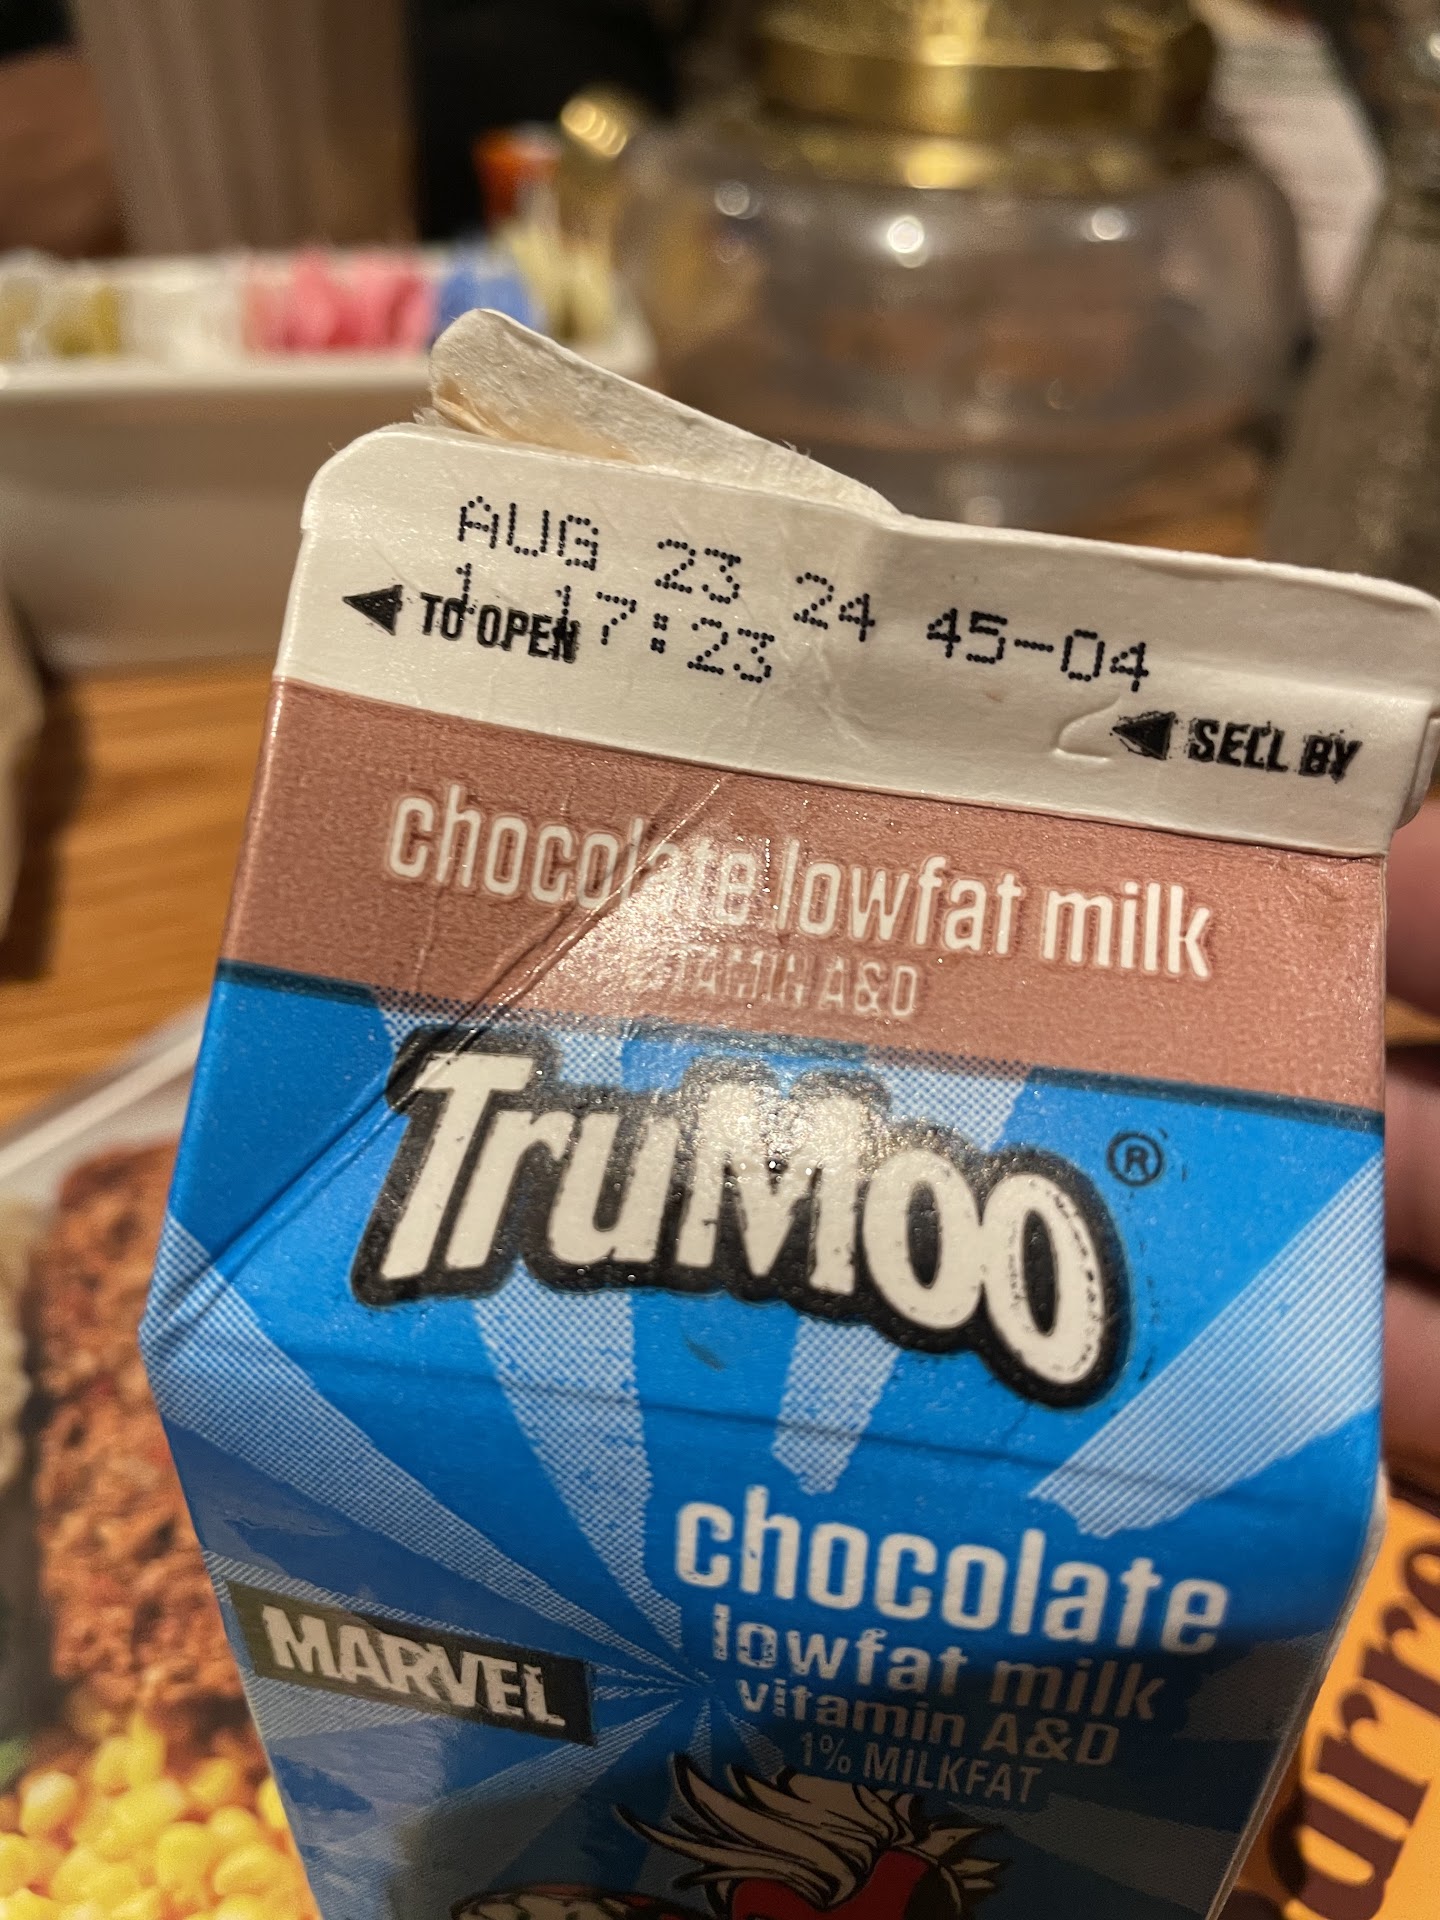 AUG 23 24 45-04
1 17:23
◀ TO OPEN
◀ SELL BY
chocolate lowfat milk
VITAMIN A&D
TruMoo®
chocolate
lowfat milk
vitamin A&D
1% MILKFAT
MARVEL